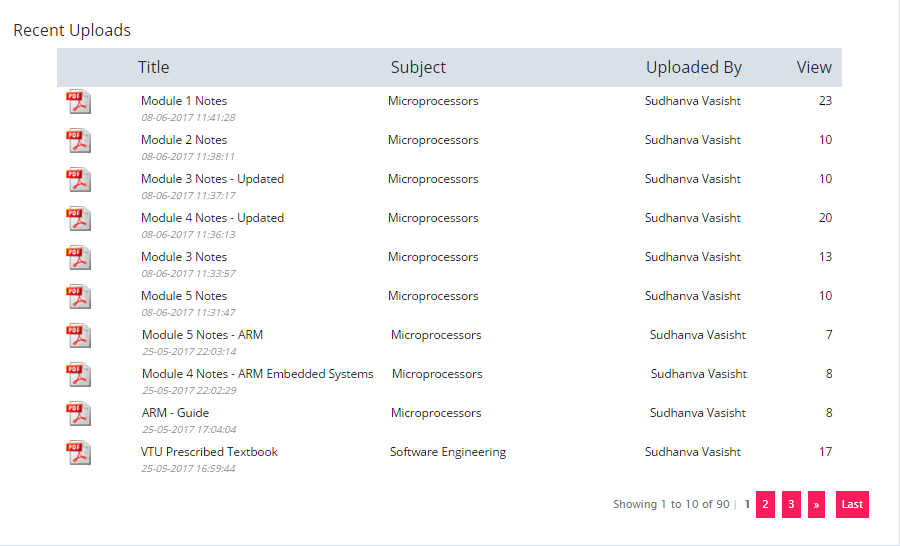 Recent Uploads
Title Subject Uploaded By View
PDF Module 1 Notes Microprocessors Sudhanva Vasisht 23
08-06-2017 11:41:28
PDF Module 2 Notes Microprocessors Sudhanva Vasisht 10
08-06-2017 11:38:11
PDF Module 3 Notes - Updated Microprocessors Sudhanva Vasisht 10
08-06-2017 11:37:17
PDF Module 4 Notes - Updated Microprocessors Sudhanva Vasisht 20
08-06-2017 11:36:13
PDF Module 3 Notes Microprocessors Sudhanva Vasisht 13
08-06-2017 11:33:57
PDF Module 5 Notes Microprocessors Sudhanva Vasisht 10
08-06-2017 11:31:47
PDF Module 5 Notes - ARM Microprocessors Sudhanva Vasisht 7
25-05-2017 22:03:14
PDF Module 4 Notes - ARM Embedded Systems Microprocessors Sudhanva Vasisht 8
25-05-2017 22:02:29
PDF ARM - Guide Microprocessors Sudhanva Vasisht 8
25-05-2017 17:04:04
PDF VTU Prescribed Textbook Software Engineering Sudhanva Vasisht 17
25-05-2017 16:59:44
Showing 1 to 10 of 90 | 1 2 3 » Last